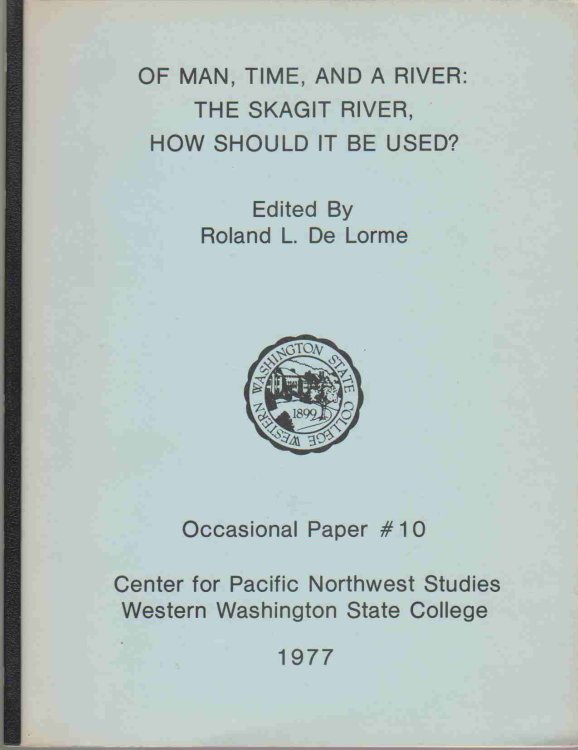 OF MAN, TIME, AND A RIVER:
THE SKAGIT RIVER,
HOW SHOULD IT BE USED?
Edited By
Roland L. De Lorme
WESTERN WASHINGTON STATE COLLEGE
1899
Occasional Paper #10
Center for Pacific Northwest Studies
Western Washington State College
1977